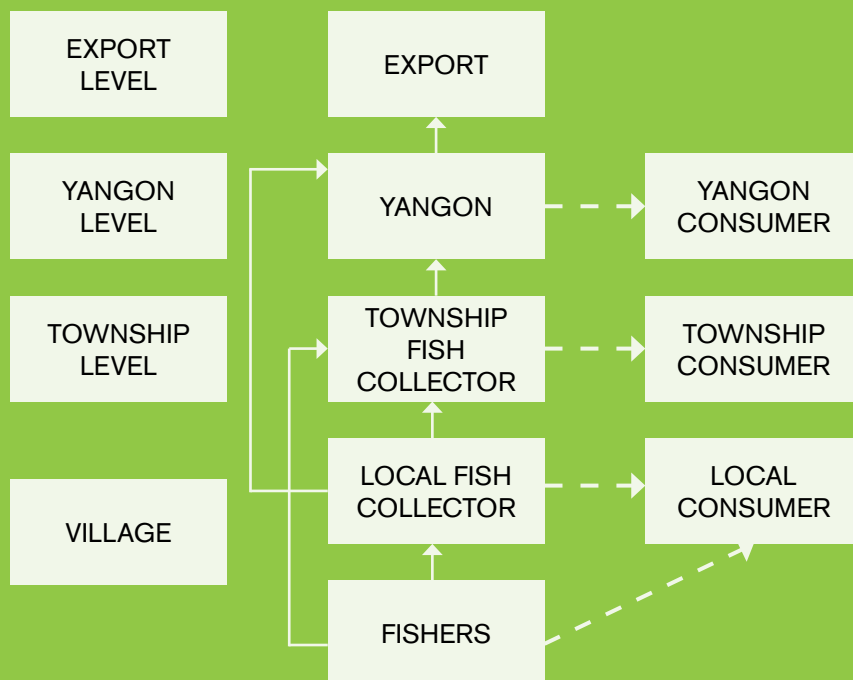 EXPORT
LEVEL
EXPORT
YANGON
LEVEL
YANGON
YANGON
CONSUMER
TOWNSHIP
LEVEL
TOWNSHIP
FISH
COLLECTOR
TOWNSHIP
CONSUMER
VILLAGE
LOCAL FISH
COLLECTOR
LOCAL
CONSUMER
FISHERS